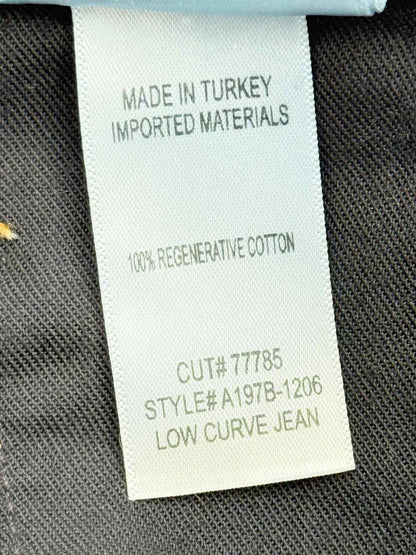 MADE IN TURKEY
IMPORTED MATERIALS
100% REGENERATIVE COTTON
CUT# 77785
STYLE# A197B-1206
LOW CURVE JEAN